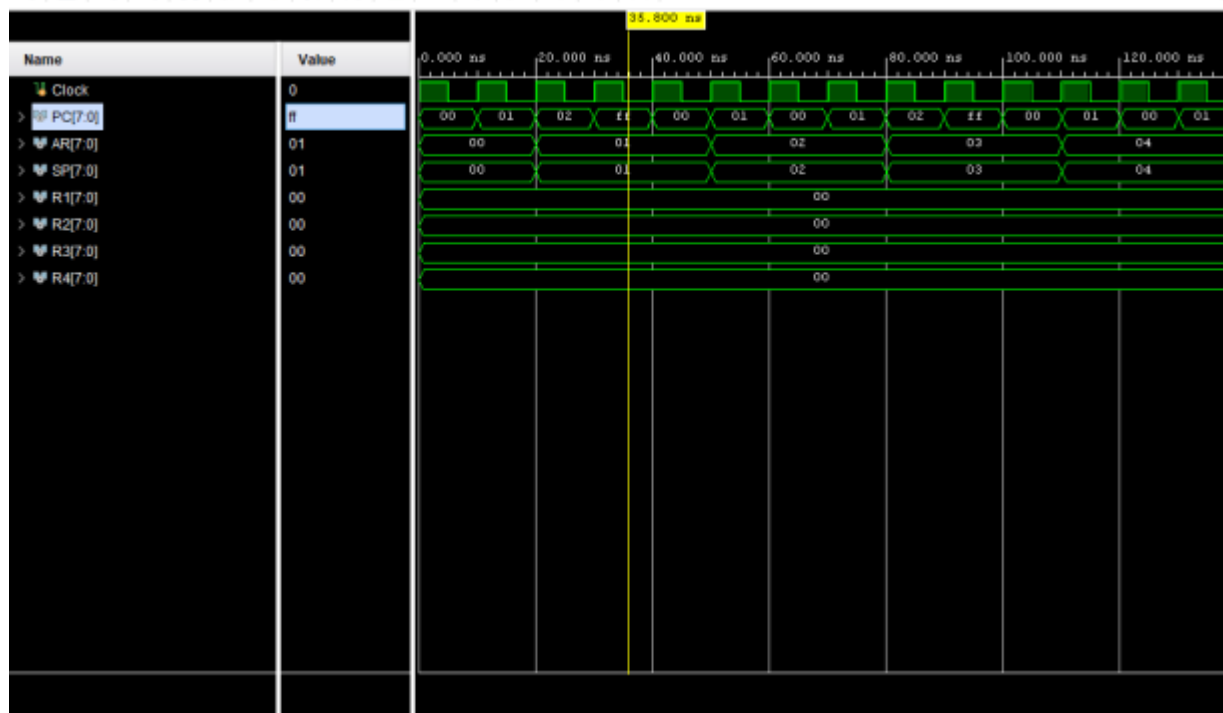 35.800 ns
Name Value 0.000 ns 20.000 ns 40.000 ns 60.000 ns 80.000 ns 100.000 ns 120.000 ns
Clock 0
PC[7:0] ff 00 01 02 ff 00 01 00 01 02 ff 00 01 00 01
AR[7:0] 01 00 01 02 03 04
SP[7:0] 01 00 01 02 03 04
R1[7:0] 00 00
R2[7:0] 00 00
R3[7:0] 00 00
R4[7:0] 00 00